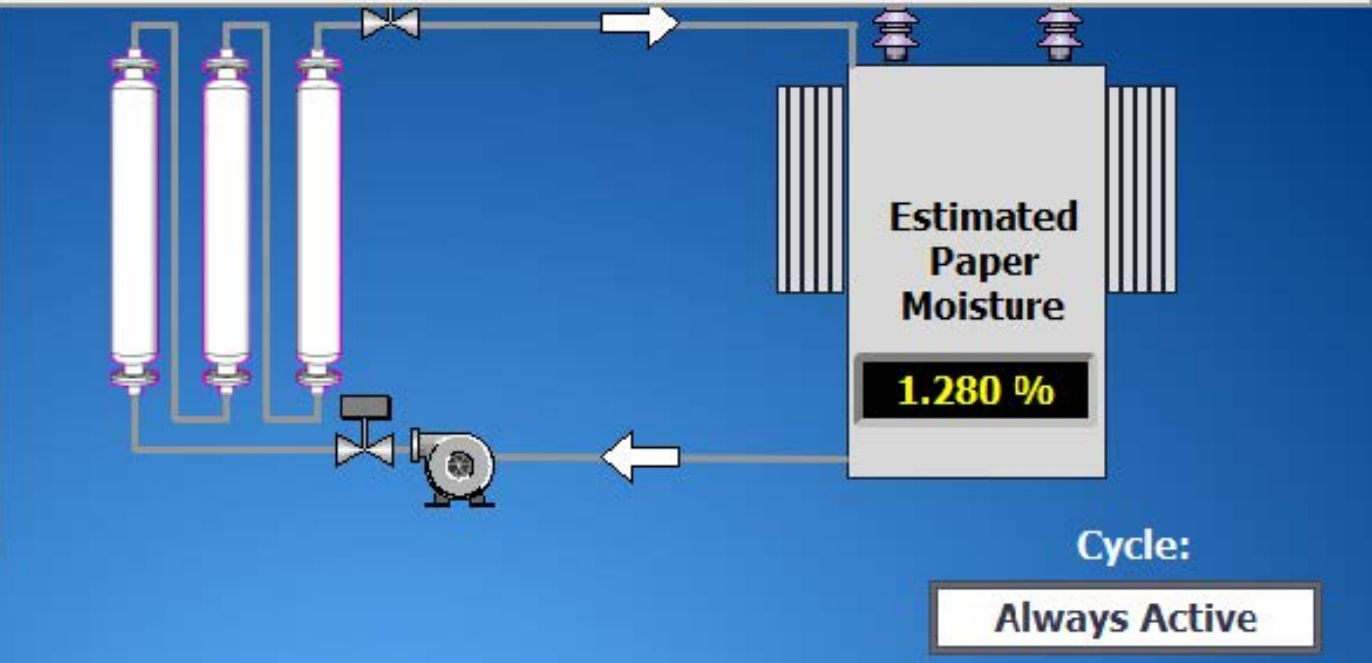 Estimated
Paper
Moisture
1.280 %
Cycle:
Always Active